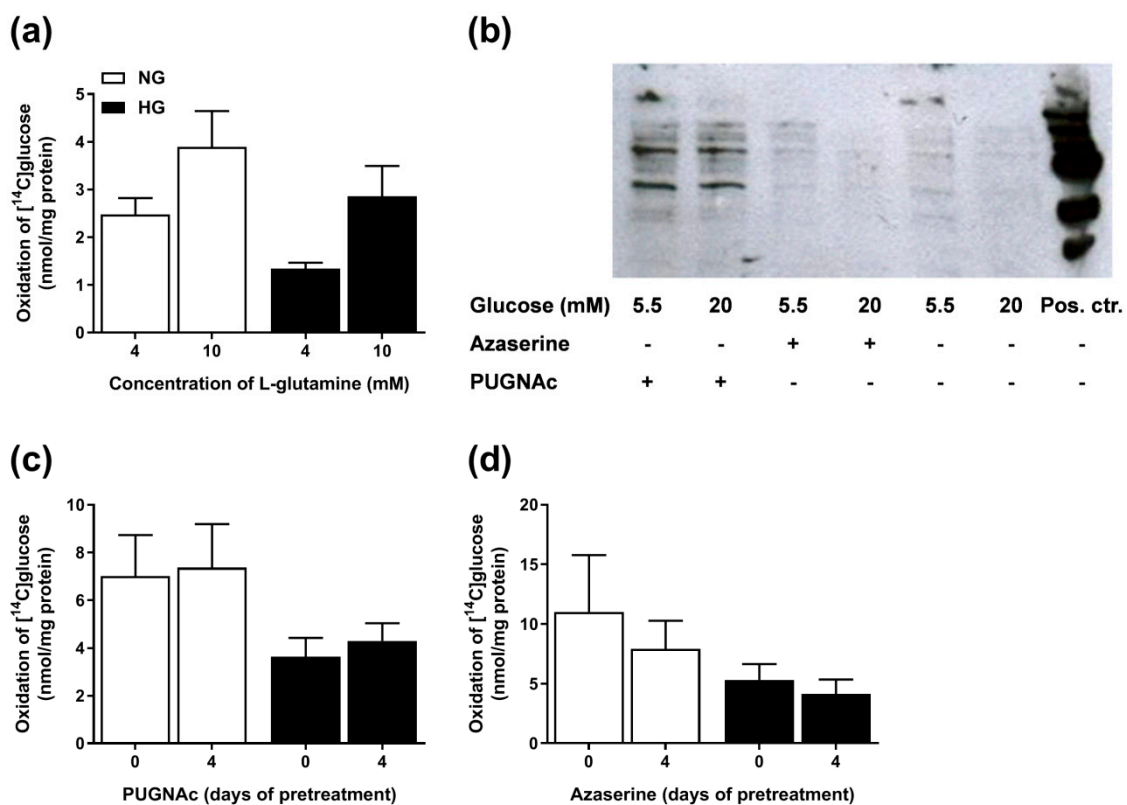 (a)
NG
HG
Oxidation of [¹⁴C]glucose
(nmol/mg protein)
5
4
3
2
1
0
4 10 4 10
Concentration of L-glutamine (mM)
(b)
Glucose (mM) 5.5 20 5.5 20 5.5 20 Pos. ctr.
Azaserine - - + + - - -
PUGNAc + + - - - - -
(c)
Oxidation of [¹⁴C]glucose
(nmol/mg protein)
10
8
6
4
2
0
0 4 0 4
PUGNAc (days of pretreatment)
(d)
Oxidation of [¹⁴C]glucose
(nmol/mg protein)
20
15
10
5
0
0 4 0 4
Azaserine (days of pretreatment)